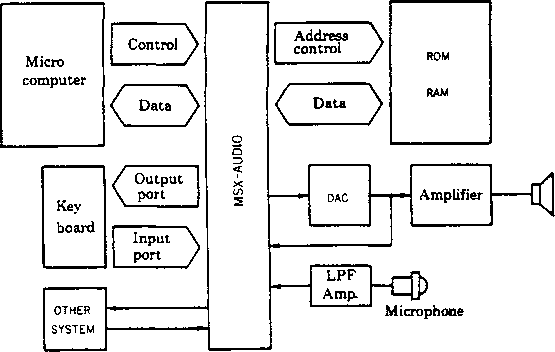 Micro
computer
Control
Data
Address
control
Data
ROM
RAM
MSX-AUDIO
Key
board
Output
port
Input
port
DAC
Amplifier
LPF
Amp.
Microphone
OTHER
SYSTEM